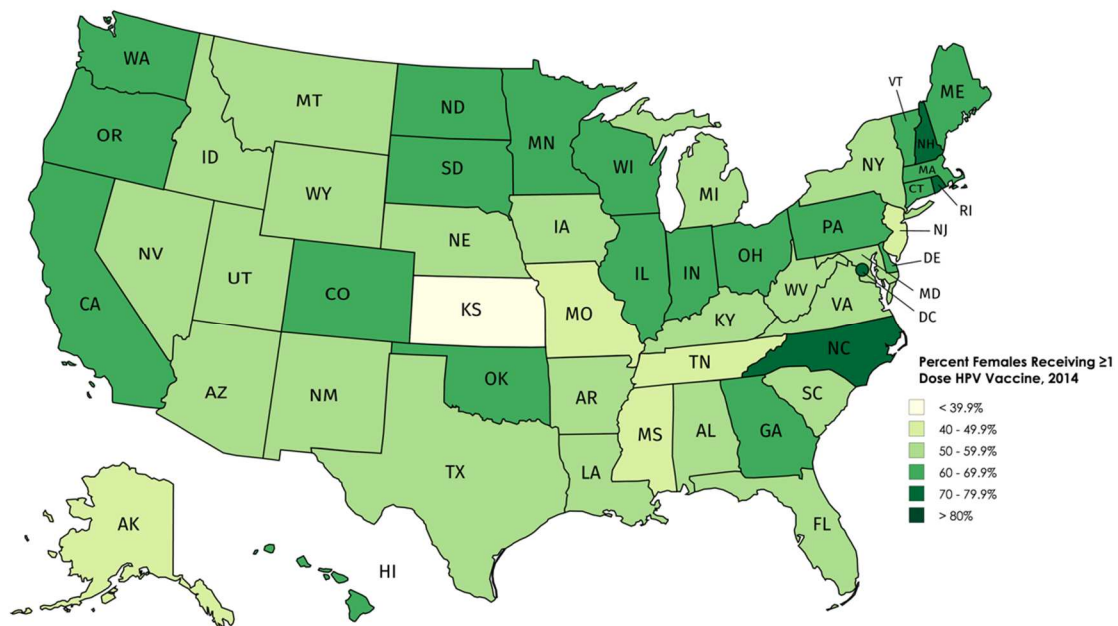 WA
MT
ND
MN
VT
ME
OR
ID
SD
WI
NY
NH
MA
WY
MI
CT
RI
NE
IA
PA
NJ
NV
UT
CO
IL
IN
OH
DE
CA
KS
MO
WV
VA
MD
KY
DC
AZ
NM
OK
AR
TN
NC
SC
TX
LA
MS
AL
GA
FL
AK
HI
Percent Females Receiving ≥1
Dose HPV Vaccine, 2014
< 39.9%
40 - 49.9%
50 - 59.9%
60 - 69.9%
70 - 79.9%
> 80%